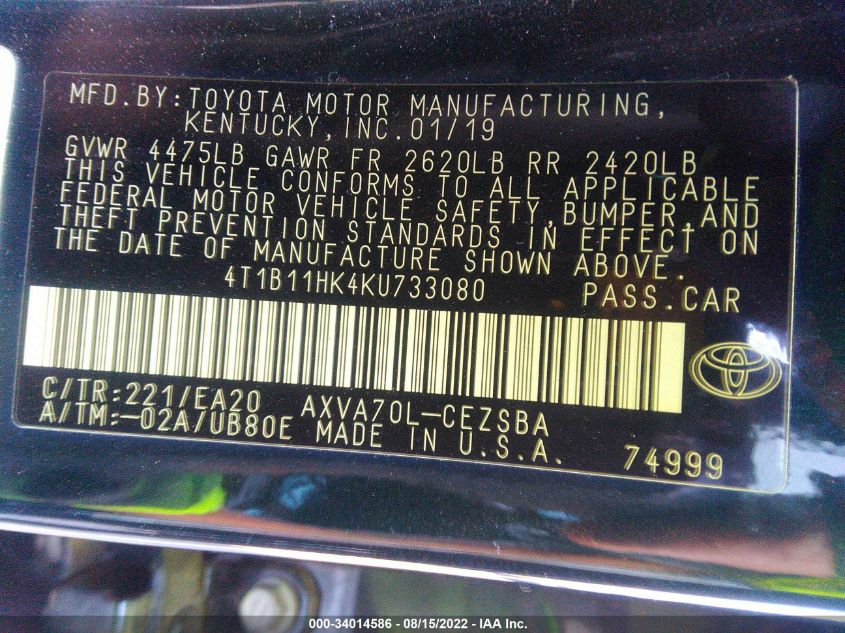 MFD.BY:TOYOTA MOTOR MANUFACTURING,
KENTUCKY,INC.01/19
GVWR 4475LB GAWR FR 2620LB RR 2420LB
THIS VEHICLE CONFORMS TO ALL APPLICABLE
FEDERAL MOTOR VEHICLE SAFETY,BUMPER,AND
THEFT PREVENTION STANDARDS IN EFFECT ON
THE DATE OF MANUFACTURE SHOWN ABOVE.
4T1B11HK4KU733080 PASS.CAR
C/TR:221/EA20 AXVA70L-CEZSBA
A/TM:-02A/UB80E MADE IN U.S.A. 74999
000-34014586 - 08/15/2022 - IAA Inc.